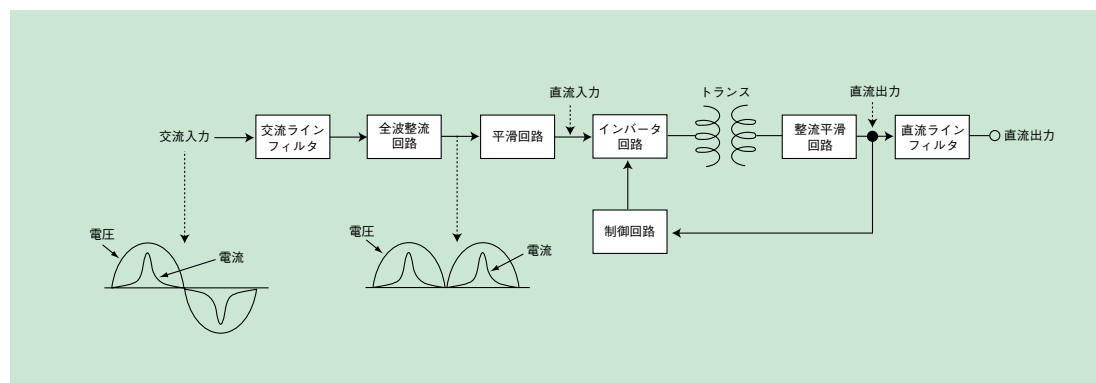 トランス
直流入力
直流出力
交流入力
交流ライン
フィルタ
全波整流
回路
平滑回路
インバータ
回路
整流平滑
回路
直流ライン
フィルタ
直流出力
制御回路
電圧
電流
電圧
電流